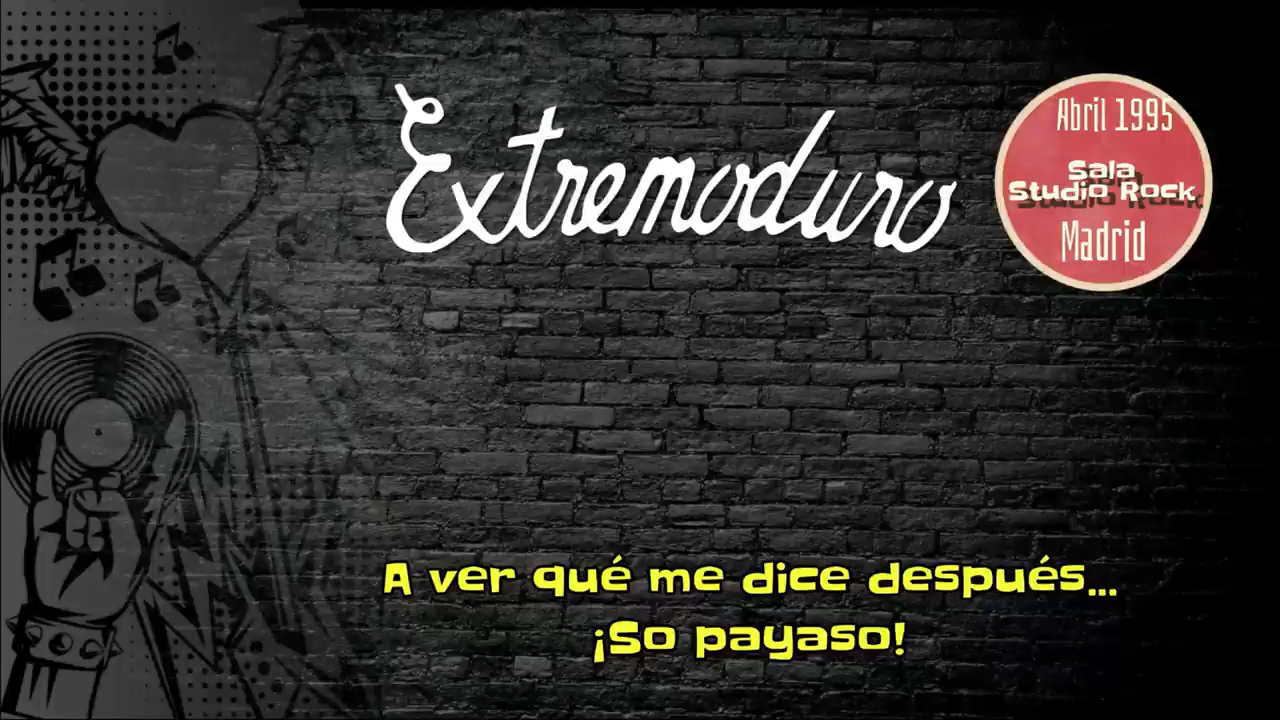 Extremoduro
Abril 1995
Sala
Studio Rock
Madrid
A ver qué me dice después...
¡So payaso!